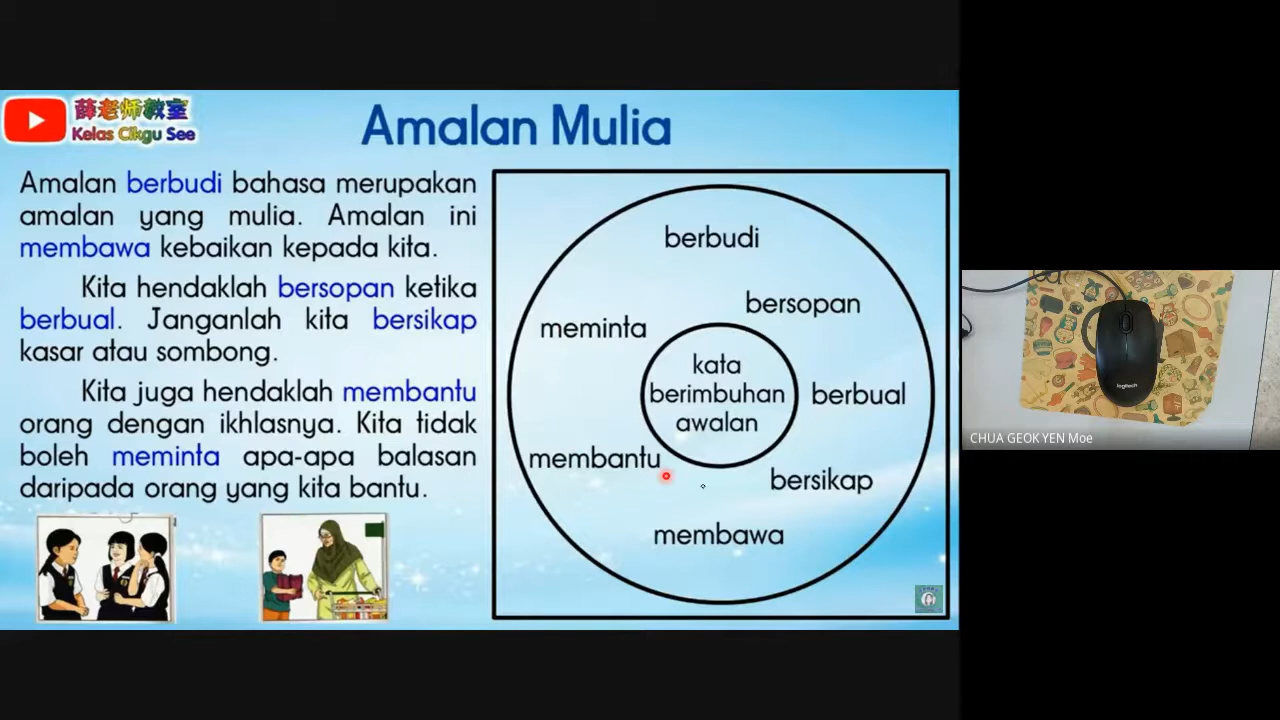 薛老师教室
Kelas Cikgu See
Amalan Mulia
Amalan berbudi bahasa merupakan
amalan yang mulia. Amalan ini
membawa kebaikan kepada kita.
Kita hendaklah bersopan ketika
berbual. Janganlah kita bersikap
kasar atau sombong.
Kita juga hendaklah membantu
orang dengan ikhlasnya. Kita tidak
boleh meminta apa-apa balasan
daripada orang yang kita bantu.
berbudi
bersopan
meminta
kata
berimbuhan
awalan
berbual
membantu
bersikap
membawa
logitech
CHUA GEOK YEN Moe